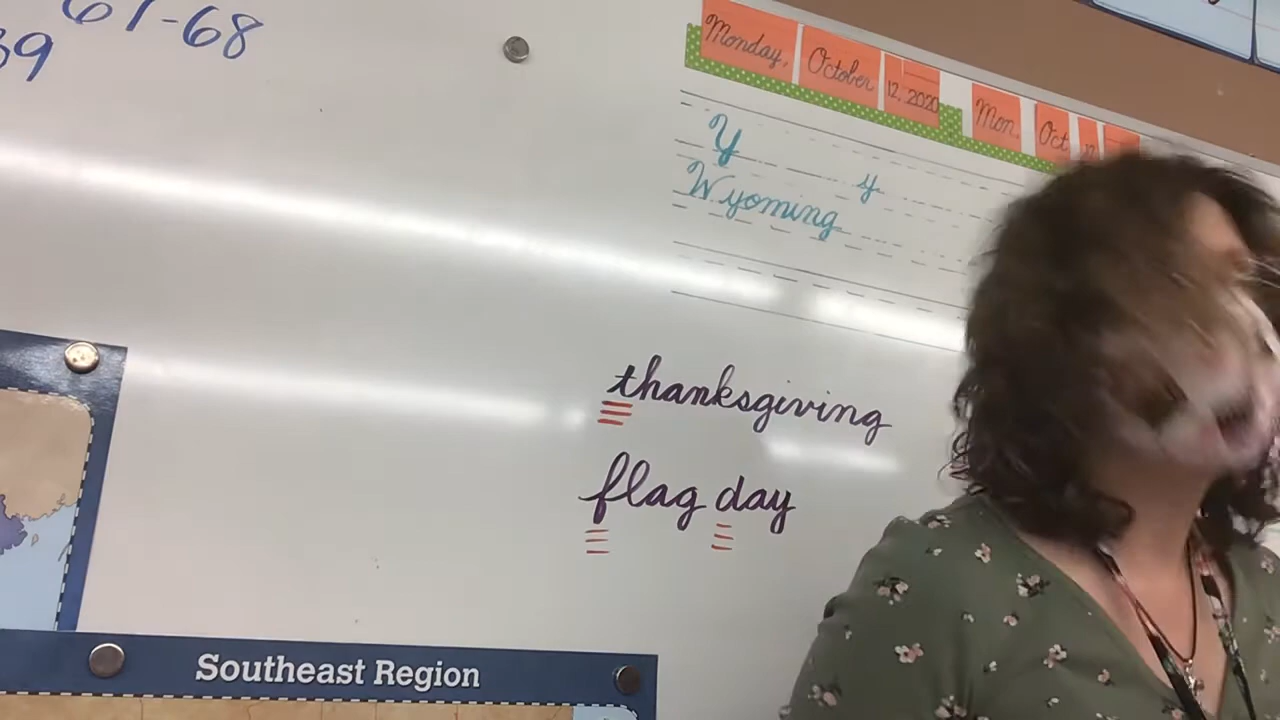 67-68
39
Monday, October 12, 2020
Mon. Oct
Y y
Wyoming
thanksgiving
flag day
Southeast Region